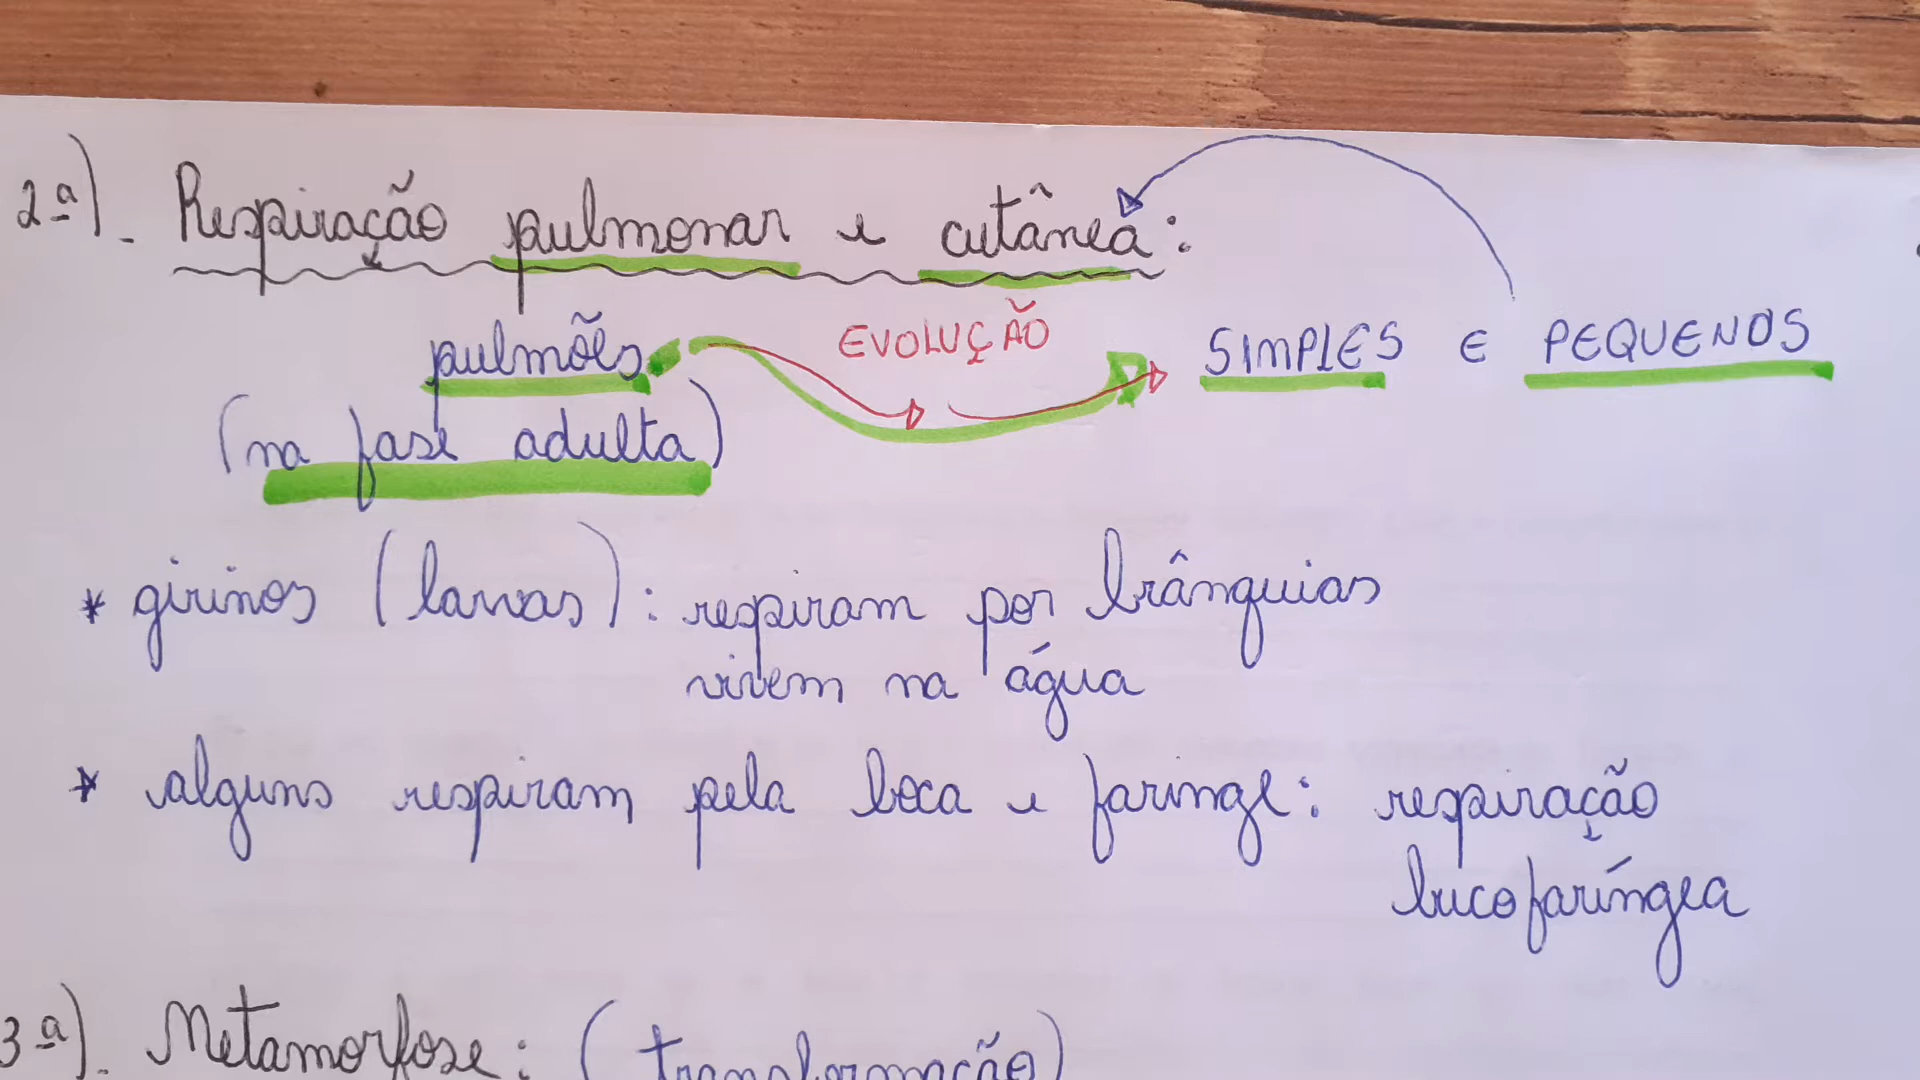 2ª). Respiração pulmonar e cutânea:
pulmões EVOLUÇÃO SIMPLES E PEQUENOS
(na fase adulta)
* girinos (larvas): respiram por brânquias
vivem na água
* alguns respiram pela boca e faringe: respiração
bucofaríngea
3ª). Metamorfose: (transformação)